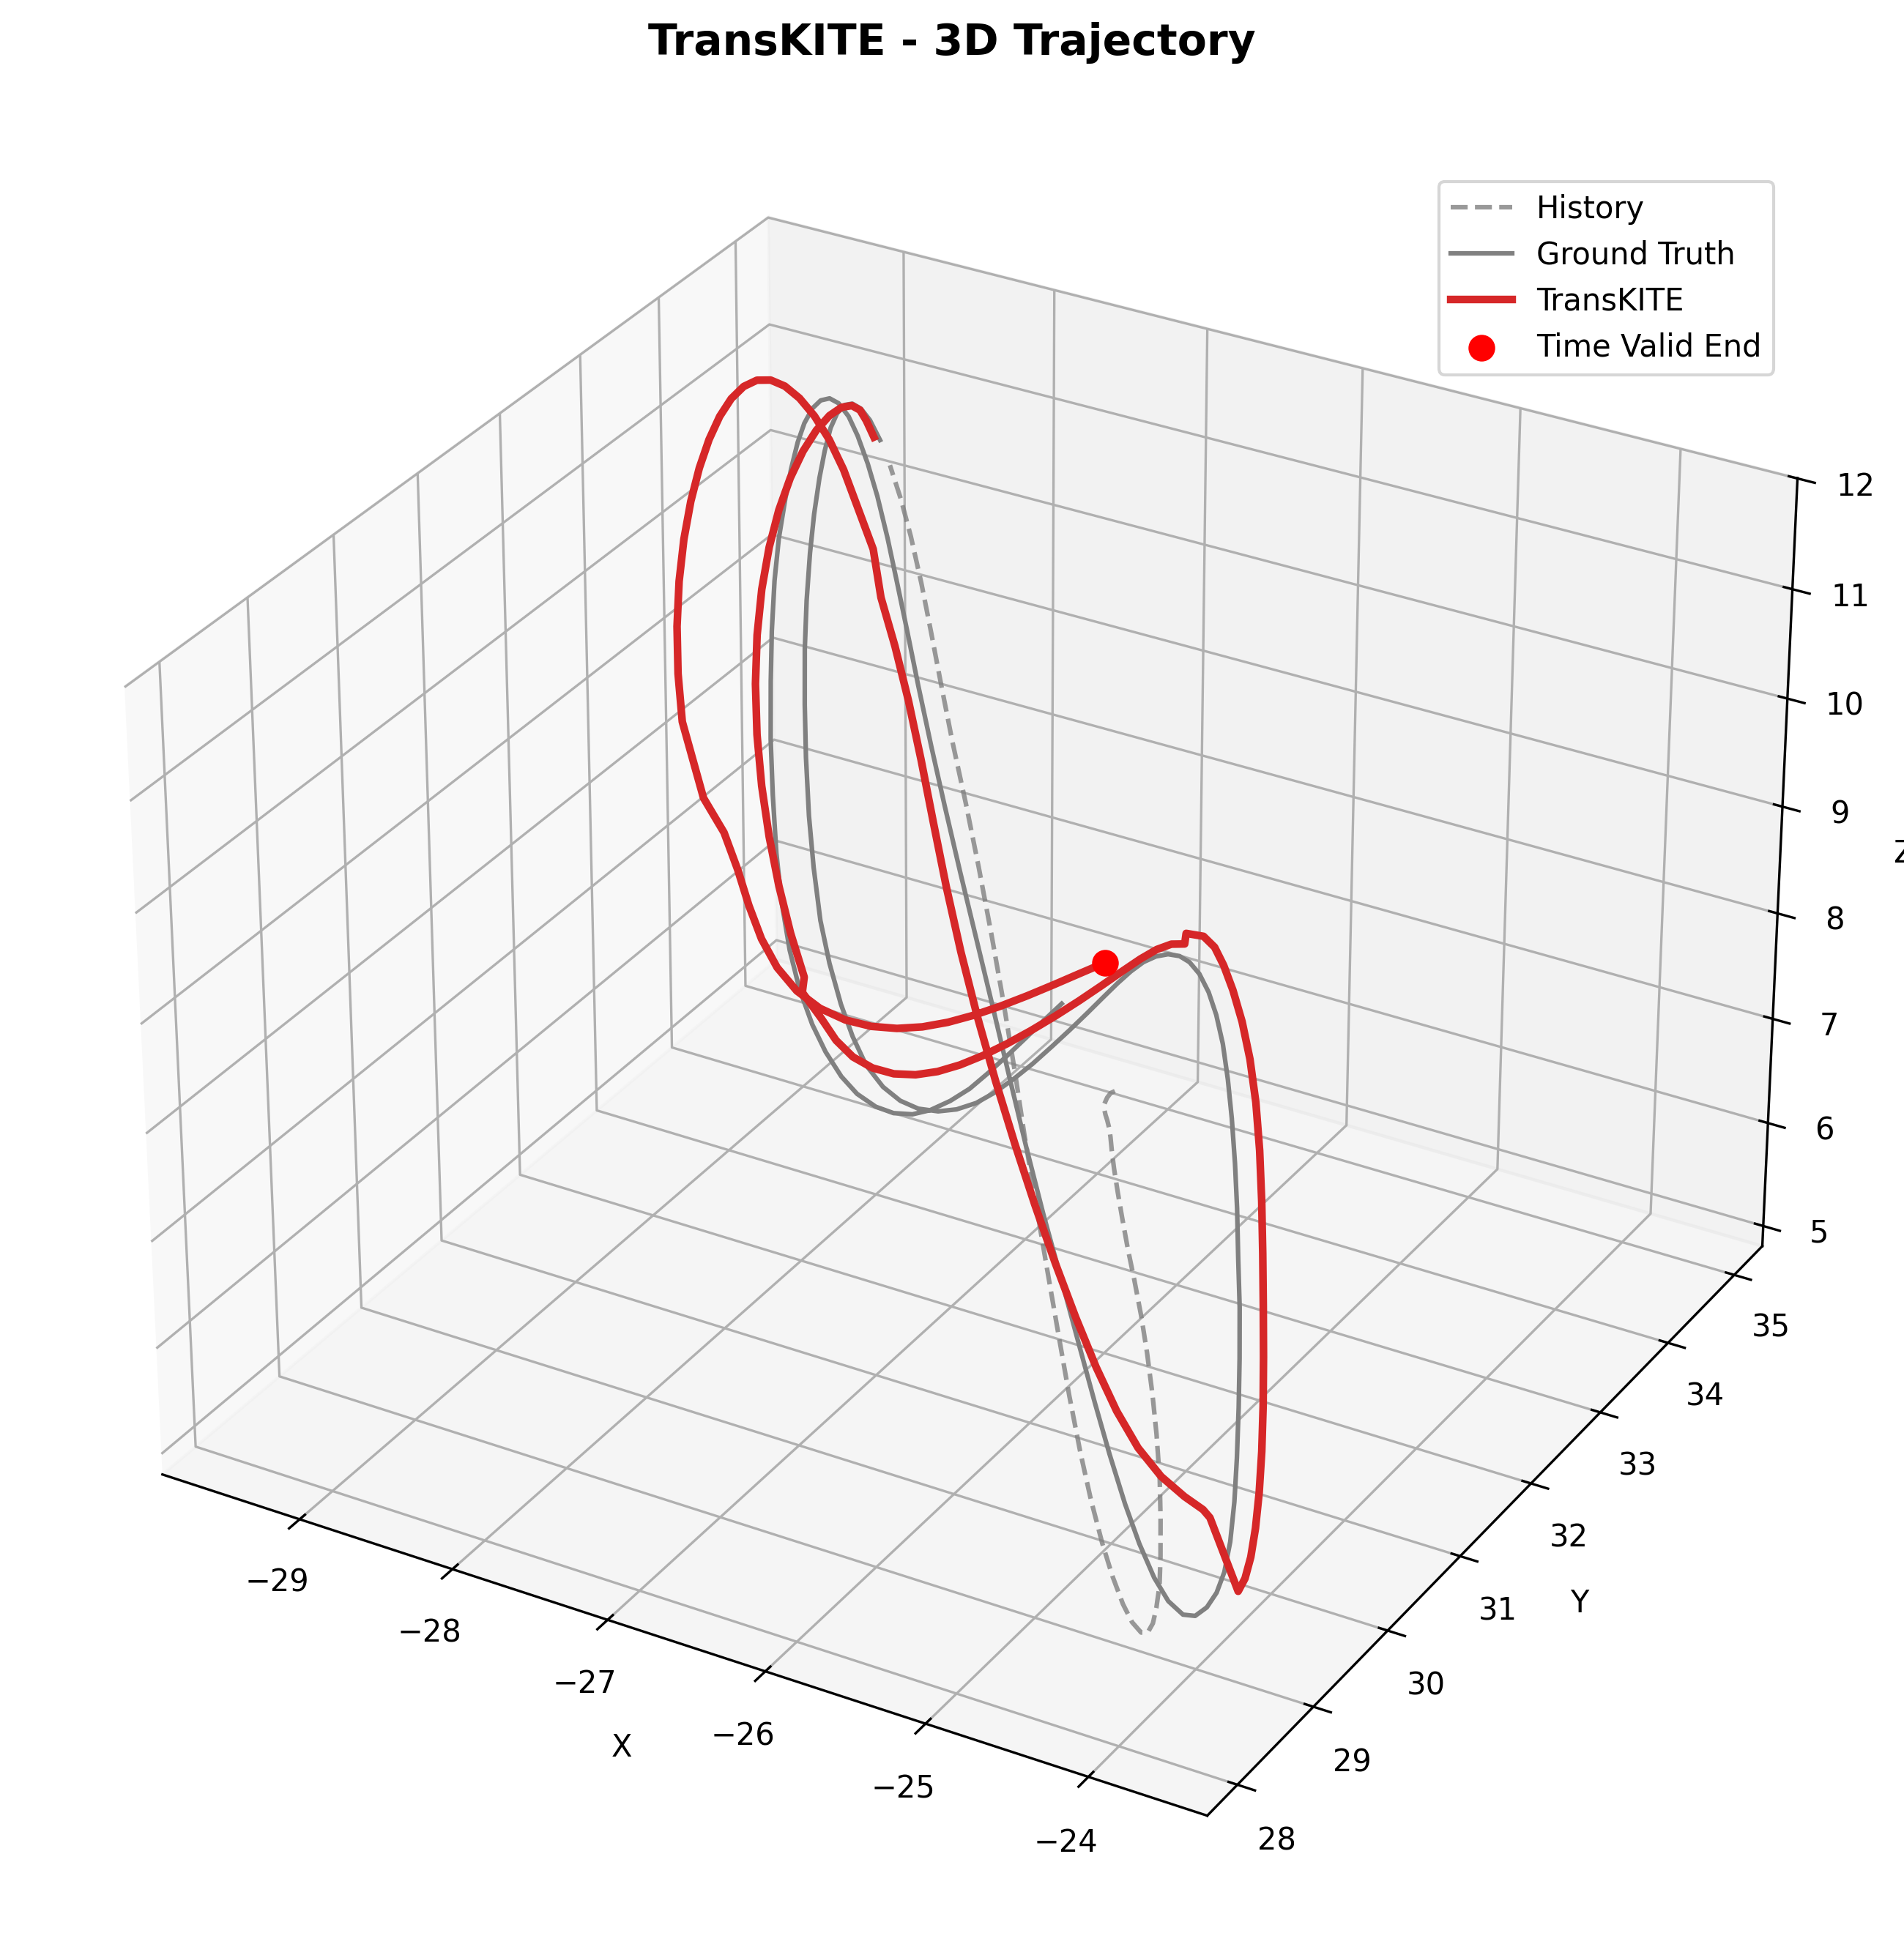 TransKITE - 3D Trajectory
History
Ground Truth
TransKITE
Time Valid End
12
11
10
9
Z
8
7
6
5
35
34
33
32
31
Y
30
29
28
−29
−28
−27
X
−26
−25
−24